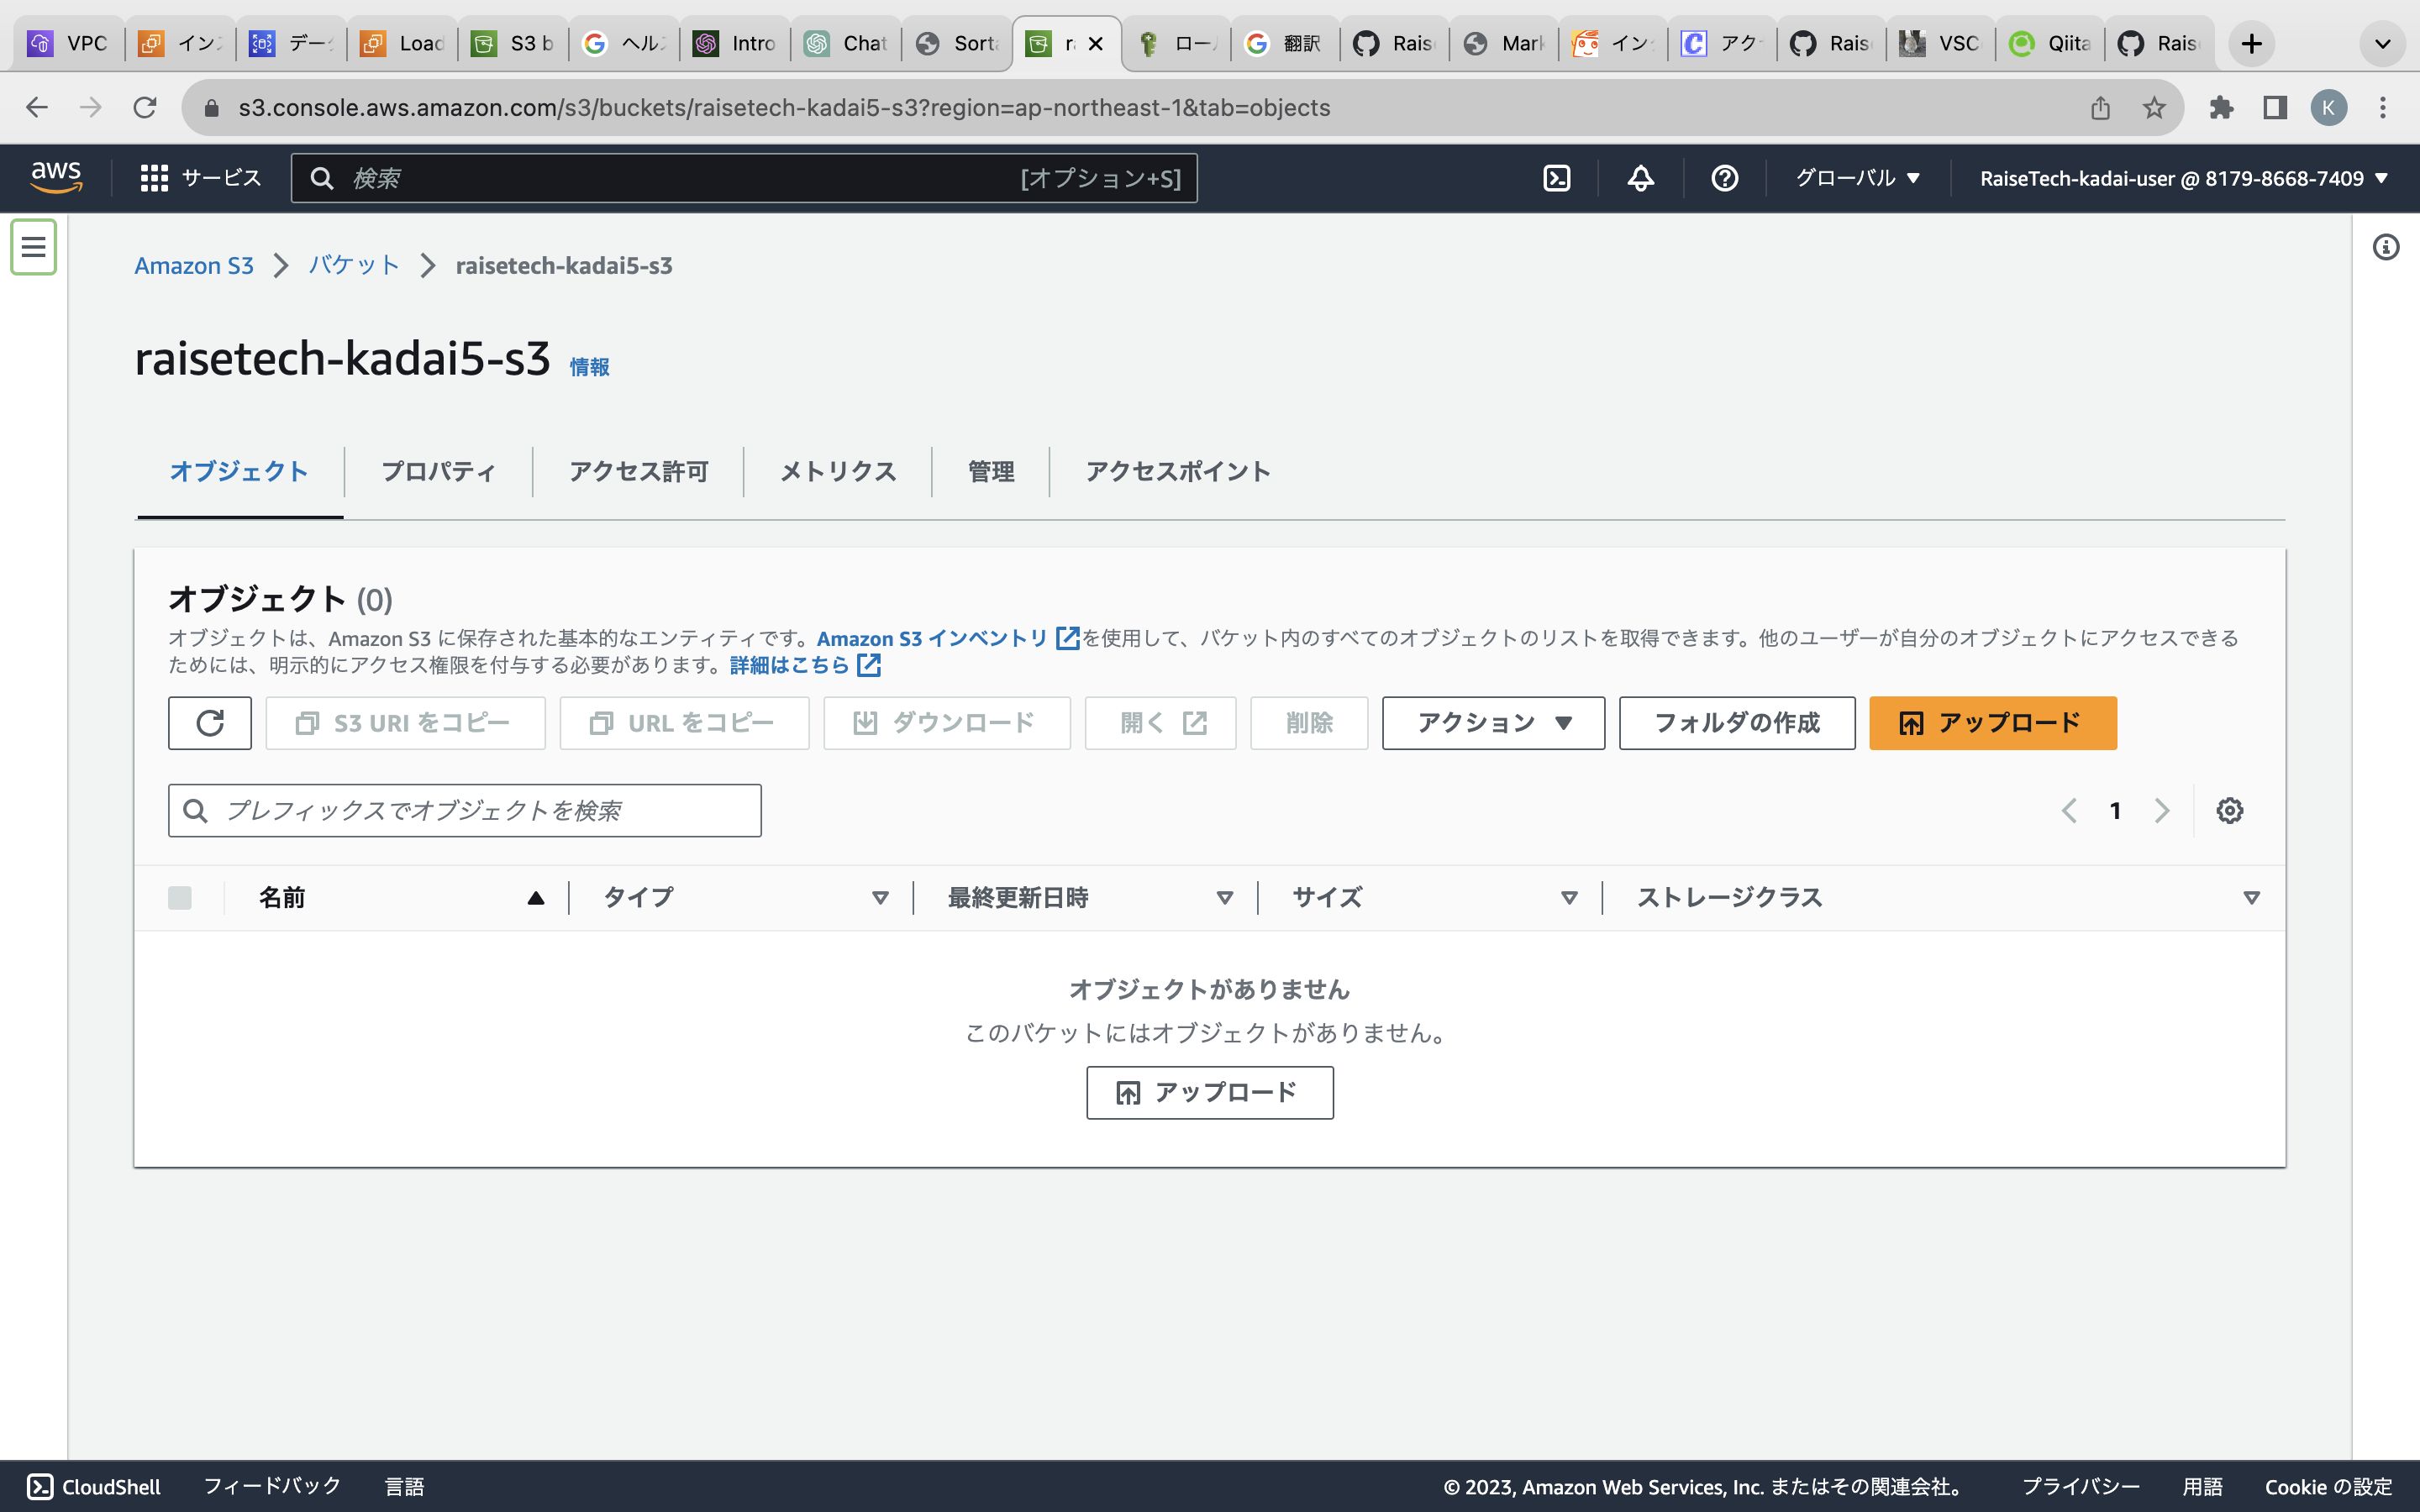 VPC イン デー Load S3 b ヘル Intro Chat Sort r ロー 翻訳 Rais Mark イン アク Rais VSC Qiita Rais
s3.console.aws.amazon.com/s3/buckets/raisetech-kadai5-s3?region=ap-northeast-1&tab=objects K
aws サービス 検索 [オプション+S] グローバル RaiseTech-kadai-user @ 8179-8668-7409
Amazon S3 バケット raisetech-kadai5-s3
raisetech-kadai5-s3 情報
オブジェクト プロパティ アクセス許可 メトリクス 管理 アクセスポイント
オブジェクト (0)
オブジェクトは、Amazon S3 に保存された基本的なエンティティです。Amazon S3 インベントリ を使用して、バケット内のすべてのオブジェクトのリストを取得できます。他のユーザーが自分のオブジェクトにアクセスできる
ためには、明示的にアクセス権限を付与する必要があります。詳細はこちら
S3 URI をコピー URL をコピー ダウンロード 開く 削除 アクション フォルダの作成 アップロード
プレフィックスでオブジェクトを検索 1
名前 タイプ 最終更新日時 サイズ ストレージクラス
オブジェクトがありません
このバケットにはオブジェクトがありません。
アップロード
CloudShell フィードバック 言語 © 2023, Amazon Web Services, Inc. またはその関連会社。 プライバシー 用語 Cookie の設定